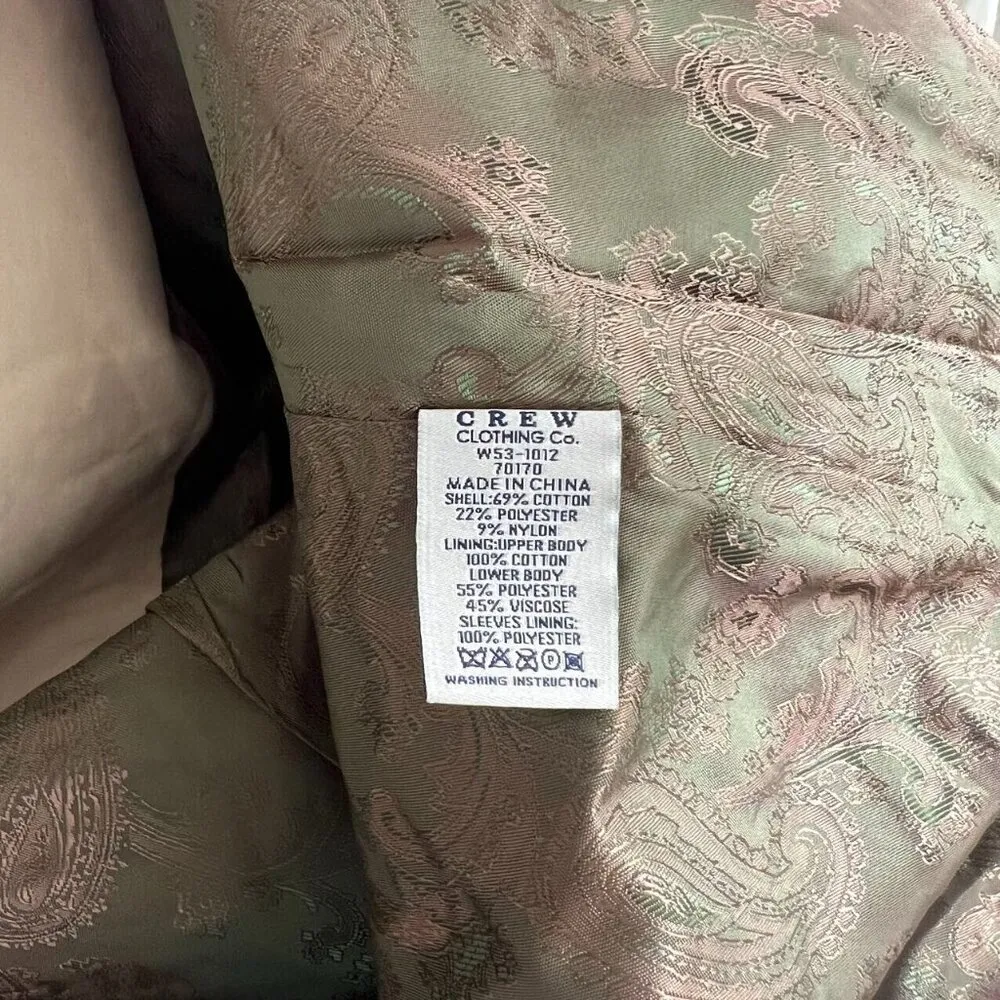 CREW
CLOTHING Co.
W53-1012
70170
MADE IN CHINA
SHELL:69% COTTON
22% POLYESTER
9% NYLON
LINING:UPPER BODY
100% COTTON
LOWER BODY
55% POLYESTER
45% VISCOSE
SLEEVES LINING:
100% POLYESTER
P
WASHING INSTRUCTION